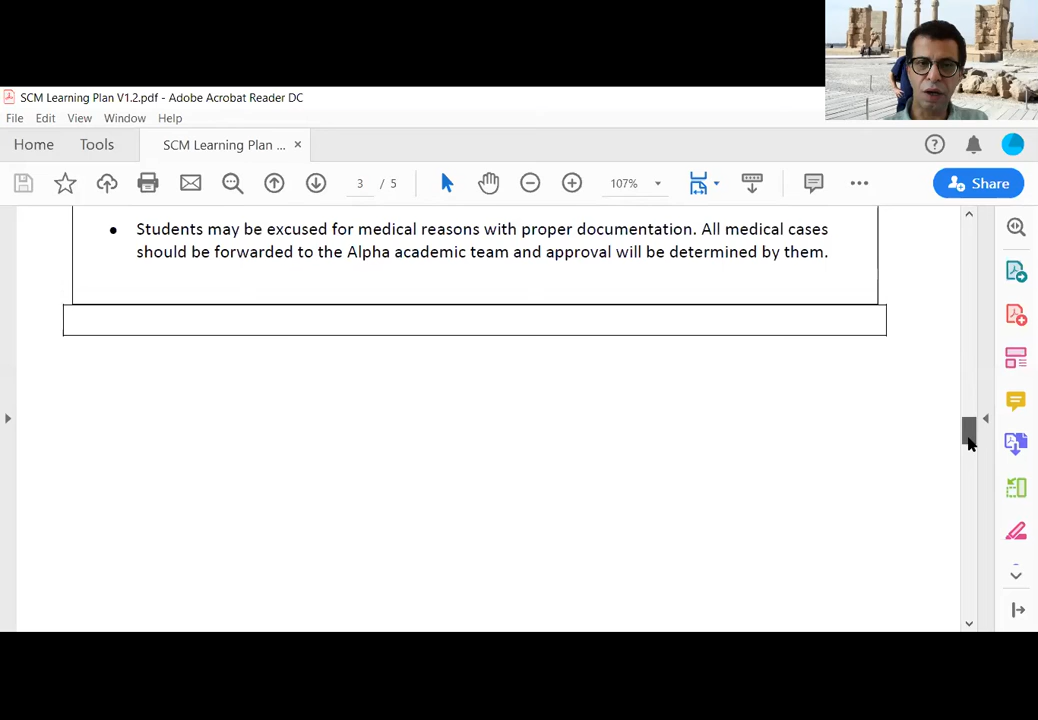 SCM Learning Plan V1.2.pdf - Adobe Acrobat Reader DC
File Edit View Window Help
Home Tools SCM Learning Plan ... ×
3 / 5 107% Share
• Students may be excused for medical reasons with proper documentation. All medical cases
should be forwarded to the Alpha academic team and approval will be determined by them.